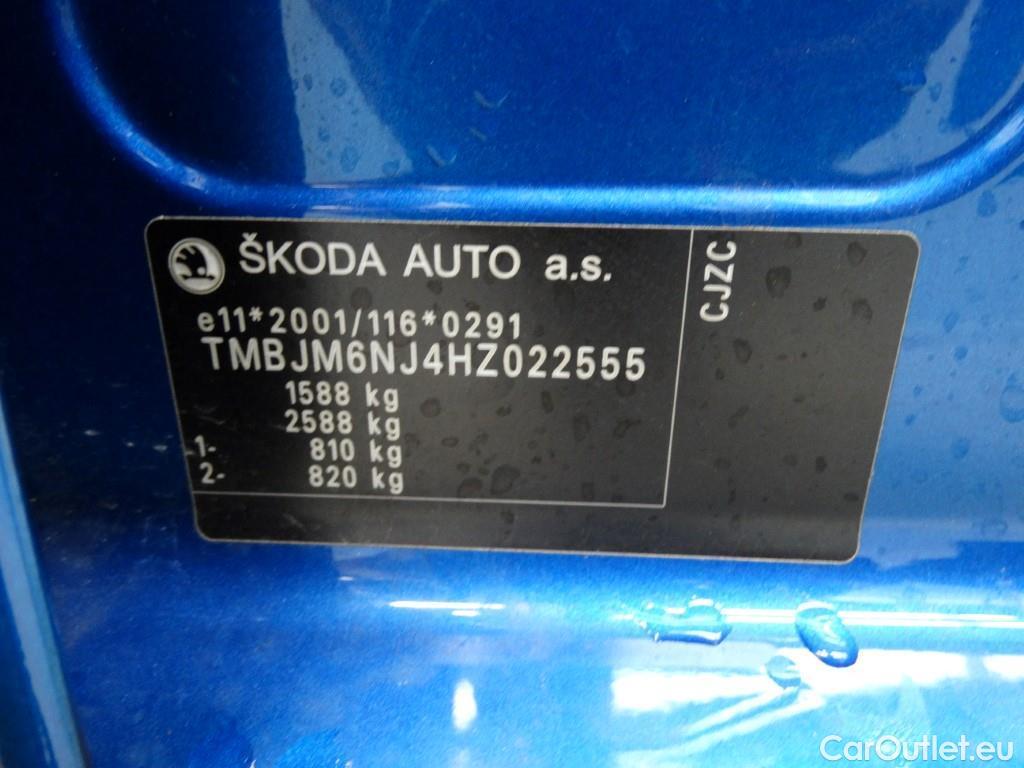 ŠKODA AUTO a.s.
e11*2001/116*0291
TMBJM6NJ4HZ022555
1588 kg
2588 kg
1- 810 kg
2- 820 kg
CJZC
CarOutlet.eu